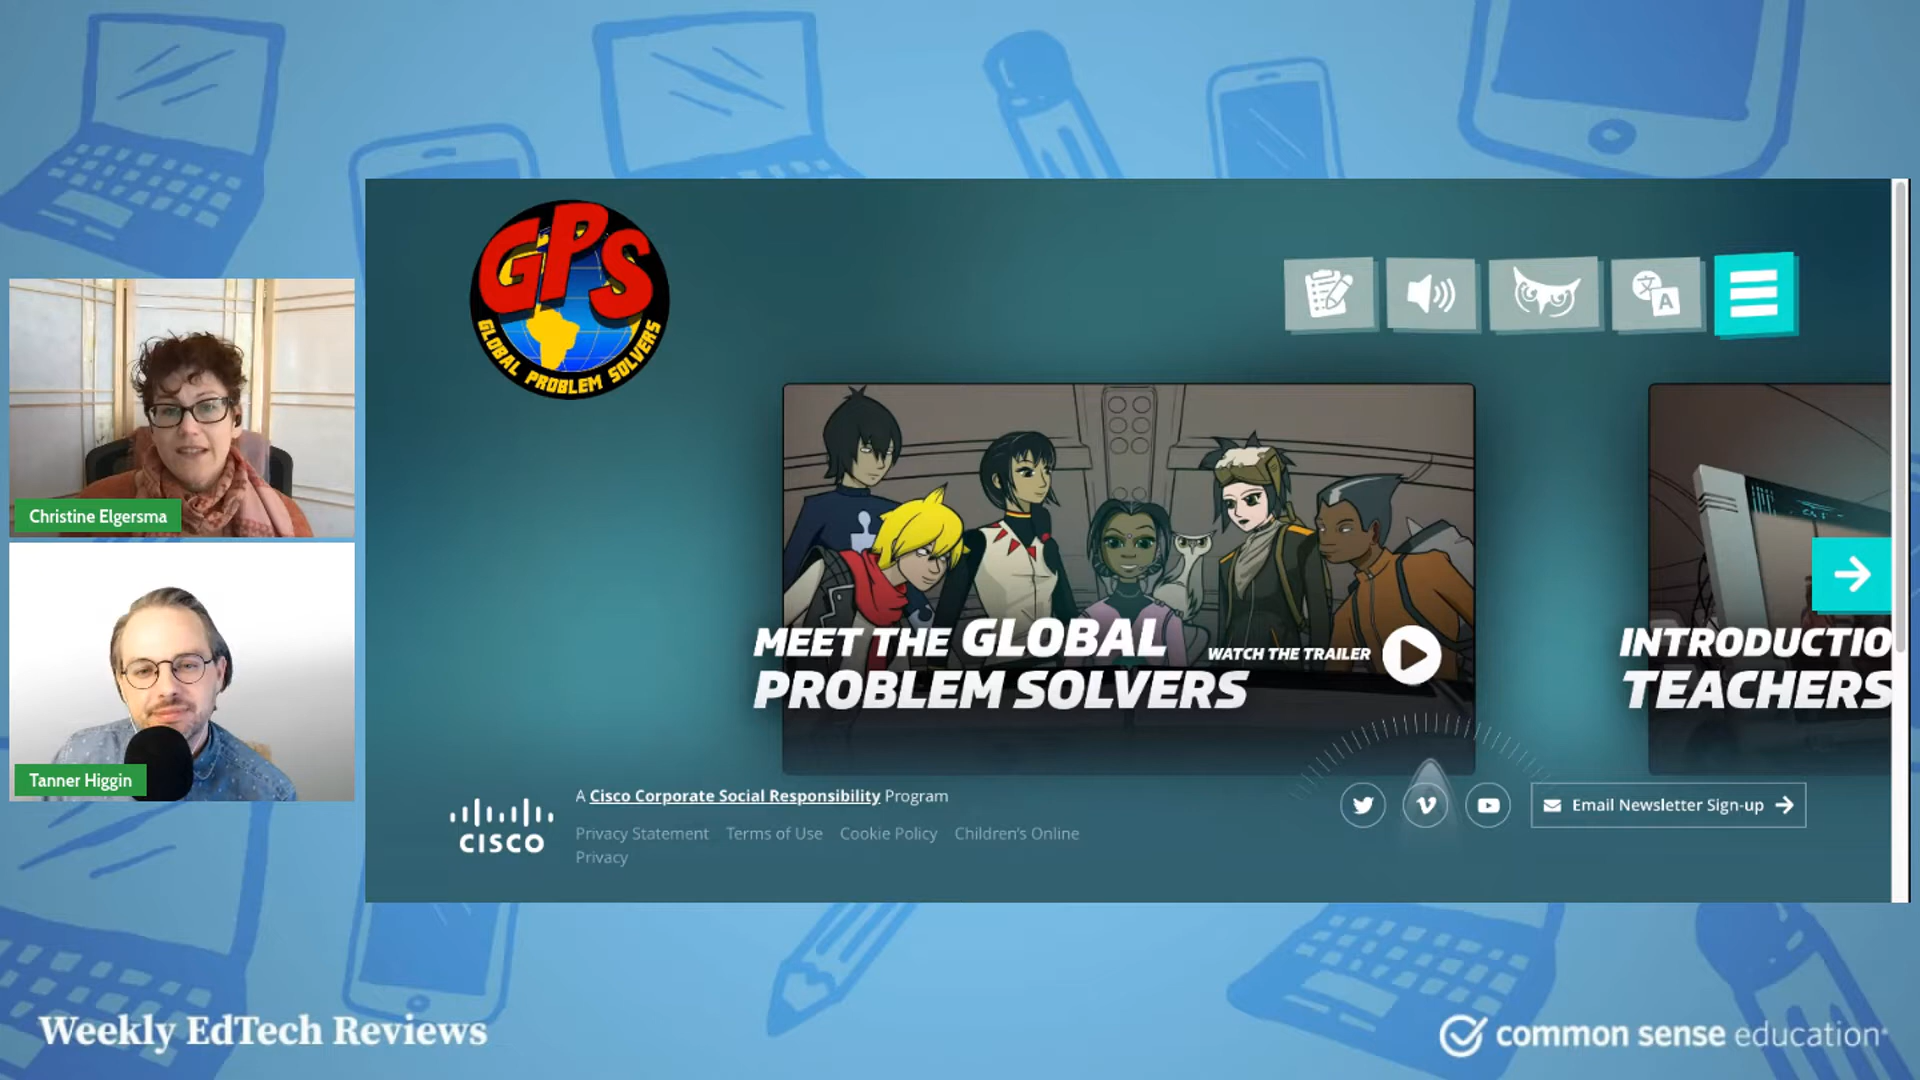 GPS
GLOBAL PROBLEM SOLVERS
A
Christine Elgersma
Tanner Higgin
MEET THE GLOBAL
PROBLEM SOLVERS
WATCH THE TRAILER
INTRODUCTIO
TEACHERS
CISCO
A Cisco Corporate Social Responsibility Program
Privacy Statement Terms of Use Cookie Policy Children's Online
Privacy
Email Newsletter Sign-up
Weekly EdTech Reviews
common sense education